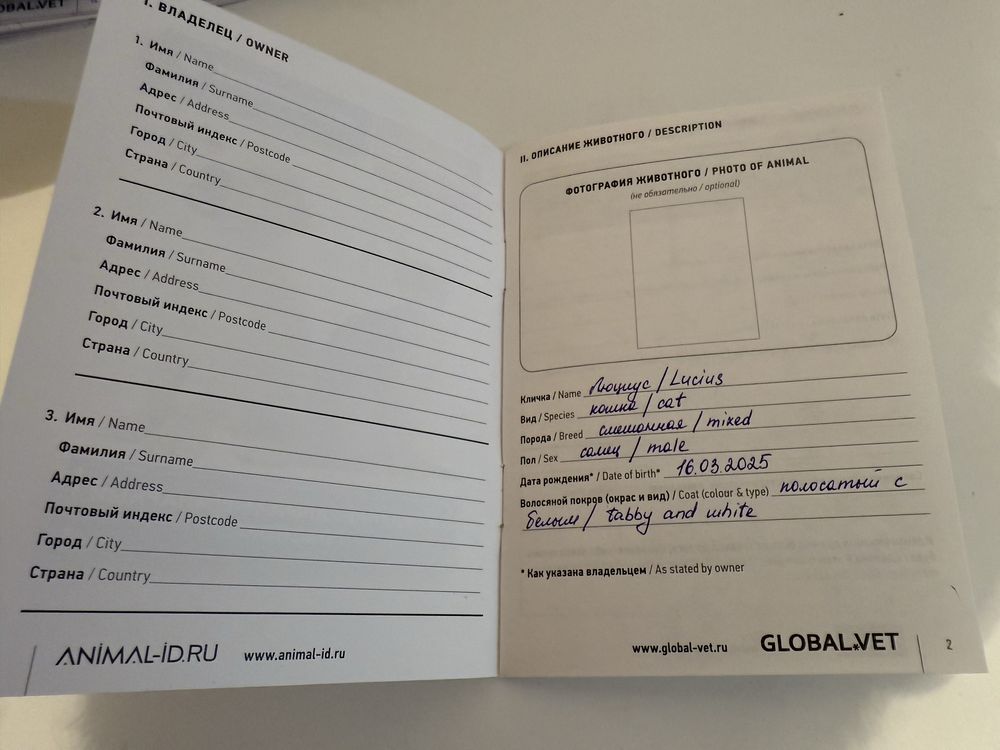 OBAL.VET
I. ВЛАДЕЛЕЦ / OWNER
1. Имя / Name
Фамилия / Surname
Адрес / Address
Почтовый индекс / Postcode
Город / City
Страна / Country
2. Имя / Name
Фамилия / Surname
Адрес / Address
Почтовый индекс / Postcode
Город / City
Страна / Country
3. Имя / Name
Фамилия / Surname
Адрес / Address
Почтовый индекс / Postcode
Город / City
Страна / Country
ANIMAL-ID.RU www.animal-id.ru
II. ОПИСАНИЕ ЖИВОТНОГО / DESCRIPTION
ФОТОГРАФИЯ ЖИВОТНОГО / PHOTO OF ANIMAL
(не обязательно / optional)
Кличка / Name Люциус / Lucius
Вид / Species кошка / cat
Порода / Breed смешанная / mixed
Пол / Sex самец / male
Дата рождения* / Date of birth* 16.03.2025
Волосяной покров (окрас и вид) / Coat (colour & type) полосатый с
белым / tabby and white
* Как указана владельцем / As stated by owner
www.global-vet.ru GLOBAL.VET 2